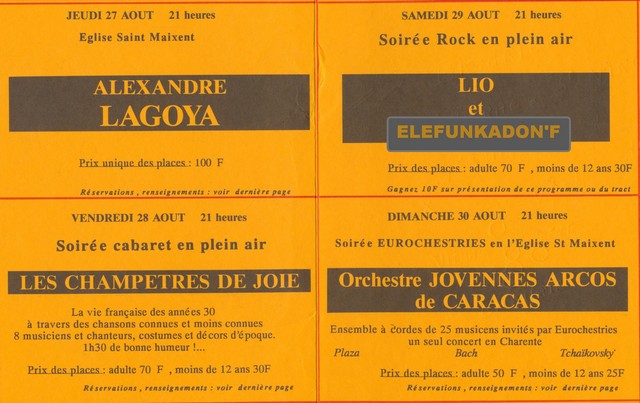 JEUDI 27 AOUT 21 heures
Eglise Saint Maixent
ALEXANDRE
LAGOYA
Prix unique des places : 100 F
Réservations , renseignements : voir dernière page
SAMEDI 29 AOUT 21 heures
Soirée Rock en plein air
LIO
et
ELEFUNKADON'F
Prix des places : adulte 70 F , moins de 12 ans 30F
Gagnez 10F sur présentation de ce programme ou du tract
VENDREDI 28 AOUT 21 heures
Soirée cabaret en plein air
LES CHAMPETRES DE JOIE
La vie française des années 30
à travers des chansons connues et moins connues
8 musiciens et chanteurs, costumes et décors d'époque.
1h30 de bonne humeur !...
Prix des places : adulte 70 F , moins de 12 ans 30F
Réservations , renseignements : voir dernière page
DIMANCHE 30 AOUT 21 heures
Soirée EUROCHESTRIES en l'Eglise St Maixent
Orchestre JOVENNES ARCOS
de CARACAS
Ensemble à cordes de 25 musicens invités par Eurochestries
un seul concert en Charente
Plaza Bach Tchaïkovsky
Prix des places : adulte 50 F , moins de 12 ans 25F
Réservations , renseignements : voir dernière page